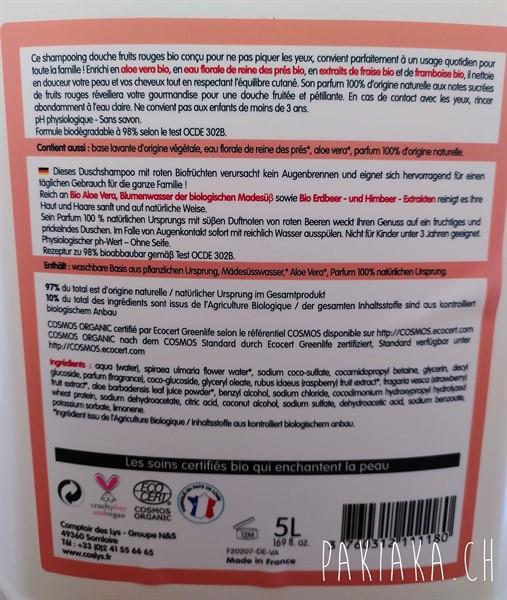 Ce shampooing douche fruits rouges bio conçu pour ne pas piquer les yeux, convient parfaitement à un usage quotidien pour
toute la famille ! Enrichi en aloe vera bio, en eau florale de reine des prés bio, en extraits de fraise bio et de framboise bio, il nettoie
en douceur votre peau et vos cheveux tout en respectant l'équilibre cutané. Son parfum 100% d'origine naturelle aux notes sucrées
de fruits rouges réveillera votre gourmandise pour une douche fruitée et pétillante. En cas de contact avec les yeux, rincer
abondamment à l'eau claire. Ne convient pas aux enfants de moins de 3 ans.
pH physiologique - Sans savon.
Formule biodégradable à 98% selon le test OCDE 302B.
Contient aussi : base lavante d'origine végétale, eau florale de reine des prés*, aloe vera*, parfum 100% d'origine naturelle.
Dieses Duschshampoo mit roten Biofrüchten verursacht kein Augenbrennen und eignet sich hervorragend für einen
täglichen Gebrauch für die ganze Familie !
Reich an Bio Aloe Vera, Blumenwasser der biologischen Madesüß sowie Bio Erdbeer - und Himbeer - Extrakten reinigt es Ihre
Haut und Haare sanft und auf natürliche Weise.
Sein Parfum 100 % natürlichen Ursprungs mit süßen Duftnoten von roten Beeren weckt Ihren Genuss auf ein fruchtiges und
prickelndes Duschen. Im Falle von Augenkontakt sofort mit reichlich Wasser ausspülen. Nicht für Kinder unter 3 Jahren geeignet.
Physiologischer ph-Wert - Ohne Seife.
Rezeptur zu 98% bioabbaubar gemäß Test OCDE 302B.
Enthält : waschbare Basis aus pflanzlichen Ursprung, Mädesüsswasser,* Aloe Vera*, Parfum 100% natürlichen Ursprung.
97% du total est d'origine naturelle / natürlicher Ursprung im Gesamtprodukt
10% du total des ingrédients sont issus de l'Agriculture Biologique / der gesamten Inhaltsstoffe sind aus kontrolliert
biologischem Anbau
COSMOS ORGANIC certifié par Ecocert Greenlife selon le référentiel COSMOS disponible sur http://COSMOS.ecocert.com
COSMOS ORGANIC nach dem COSMOS Standard durch Ecocert Greenlife zertifiziert, Standard verfügbar unter
http://COSMOS.ecocert.com
Ingrédients : aqua (water), spiraea ulmaria flower water*, sodium coco-sulfate, cocamidopropyl betaine, glycerin, decyl
glucoside, parfum (fragrance), coco-glucoside, glyceryl oleate, rubus idaeus (raspberry) fruit extract*, fragaria vesca (strawberry)
fruit extract*, aloe barbadensis leaf juice powder*, benzyl alcohol, sodium chloride, cocodimonium hydroxypropyl hydrolyzed
wheat protein, sodium dehydroacetate, citric acid, coconut alcohol, sodium sulfate, dehydroacetic acid, sodium benzoate,
potassium sorbate, limonene.
*Ingrédient issu de l'Agriculture Biologique / Inhaltsstoffe aus kontrolliert biologischem anbau.
Les soins certifiés bio qui enchantent la peau
crueltyfree
andvegan
ECO
CERT
COSMOS
ORGANIC
12M
5L
169 fl. oz.
Comptoir des Lys - Groupe N&S
49360 Somloire
Tél : +33 (0)2 41 55 66 65
www.coslys.com
F20207-DE-VA
Made in France
3 760312 111180
PAKIAKA.CH